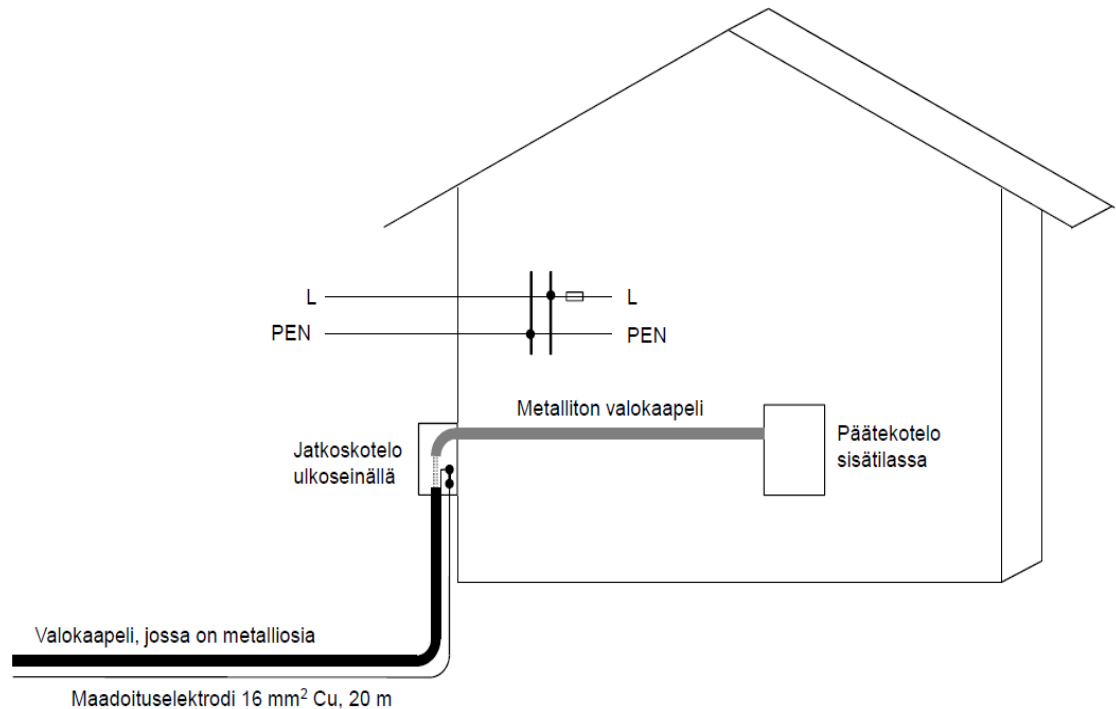 L
L
PEN
PEN
Metalliton valokaapeli
Jatkoskotelo
ulkoseinällä
Päätekotelo
sisätilassa
Valokaapeli, jossa on metalliosia
Maadoituselektrodi 16 mm² Cu, 20 m